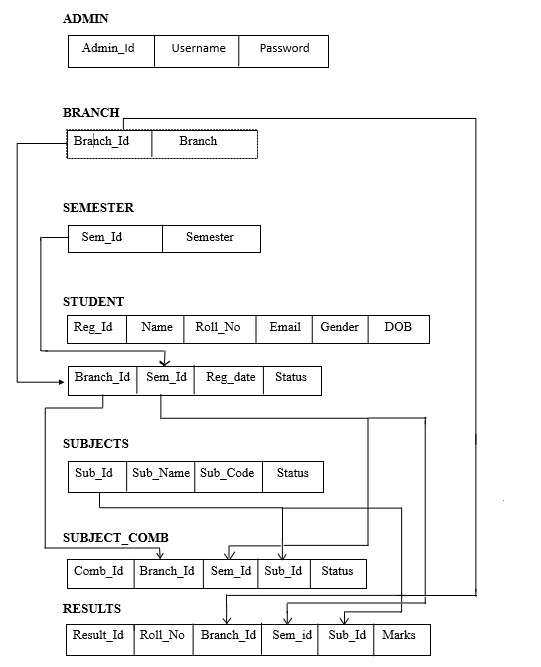 ADMIN
Admin_Id Username Password
BRANCH
Branch_Id Branch
SEMESTER
Sem_Id Semester
STUDENT
Reg_Id Name Roll_No Email Gender DOB
Branch_Id Sem_Id Reg_date Status
SUBJECTS
Sub_Id Sub_Name Sub_Code Status
SUBJECT_COMB
Comb_Id Branch_Id Sem_Id Sub_Id Status
RESULTS
Result_Id Roll_No Branch_Id Sem_id Sub_Id Marks